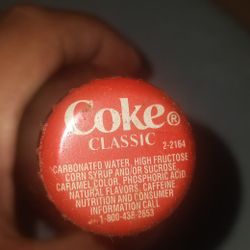 Coke®
CLASSIC
2-2164
CARBONATED WATER, HIGH FRUCTOSE
CORN SYRUP AND/OR SUCROSE,
CARAMEL COLOR, PHOSPHORIC ACID
NATURAL FLAVORS, CAFFEINE
NUTRITION AND CONSUMER
INFORMATION CALL
1-800-438-2653